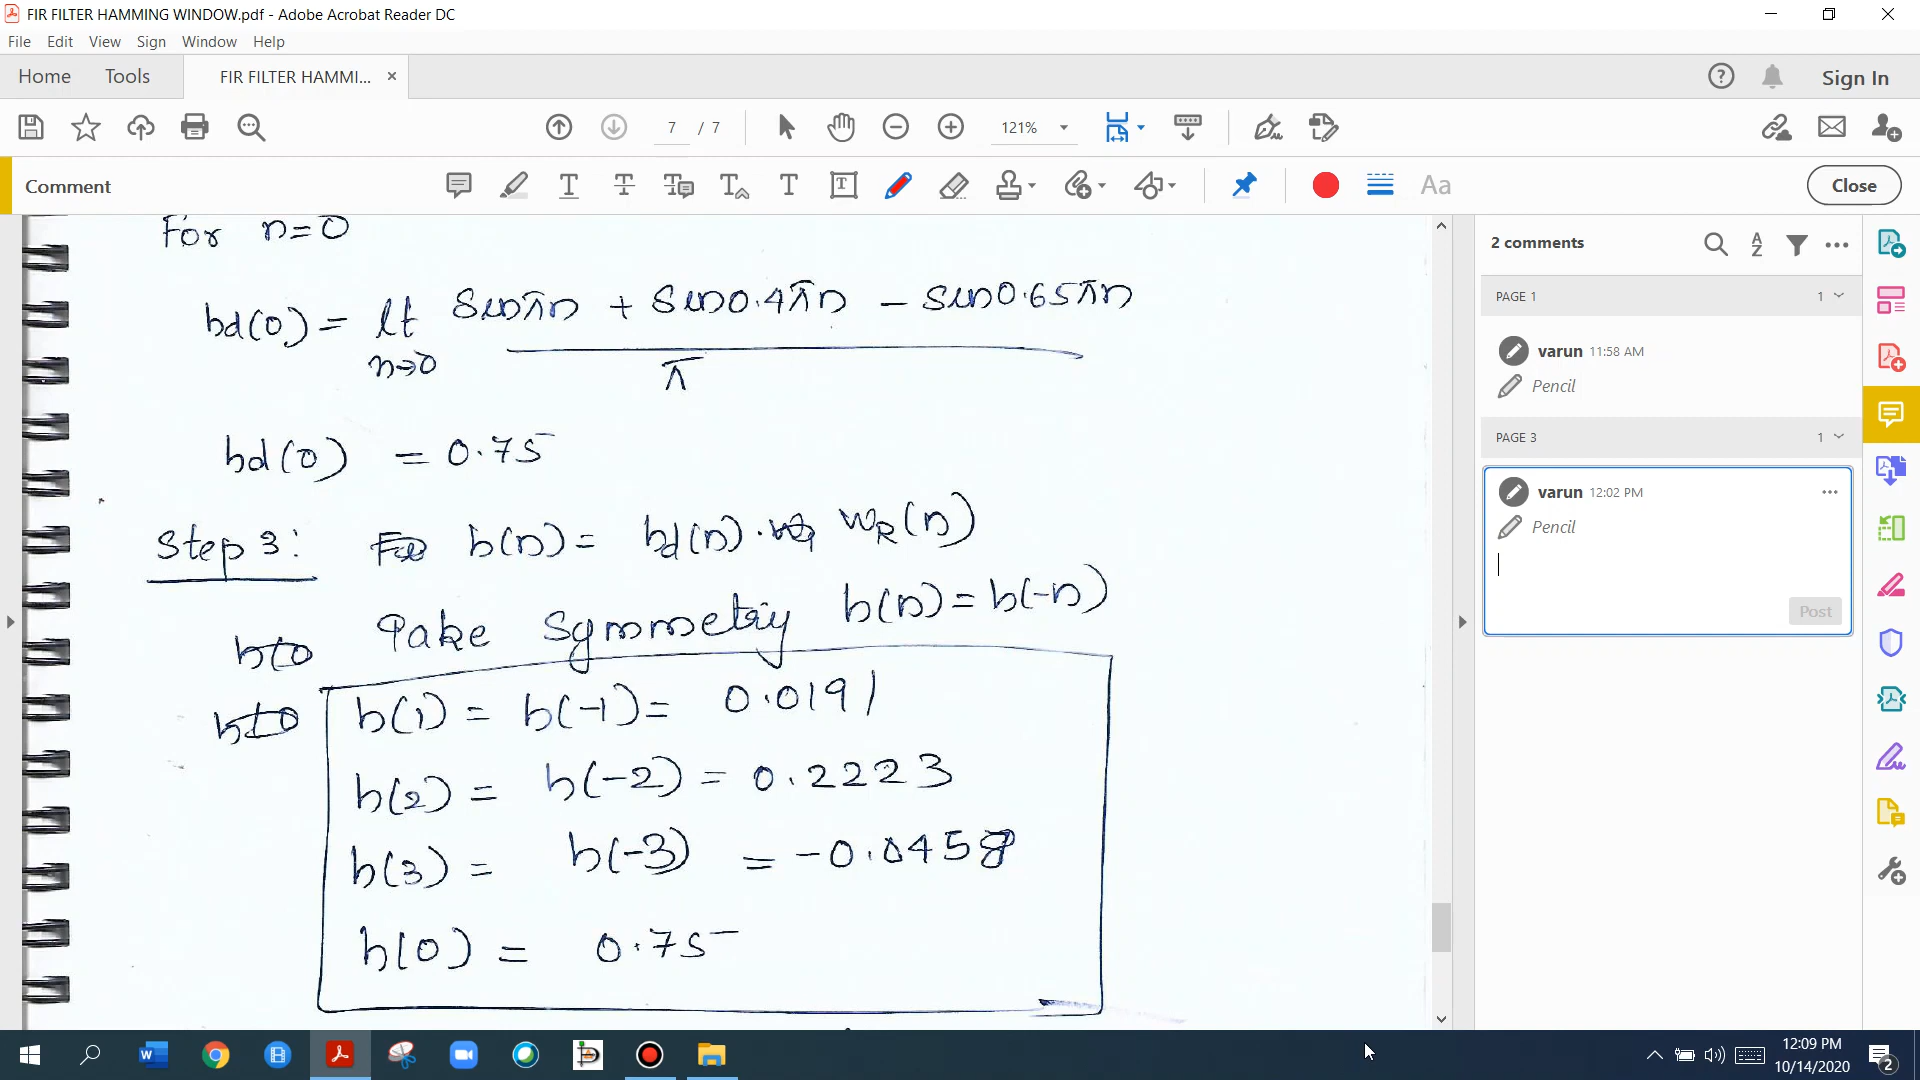 FIR FILTER HAMMING WINDOW.pdf - Adobe Acrobat Reader DC
File Edit View Sign Window Help
Home Tools FIR FILTER HAMMI... × Sign In
7 / 7 121%
Comment Aa Close
For n=0
hd(0) = lt n→0 sinπn + sin0.4πn − sin0.65πn
π
hd(0) = 0.75
Step 3: h(n) = hd(n). WR(n)
Take Symmetriy h(n) = h(-n)
h(1) = h(-1) = 0.0191
h(2) = h(-2) = 0.2223
h(3) = h(-3) = -0.0458
h(0) = 0.75
2 comments
PAGE 1 1
varun 11:58 AM
Pencil
PAGE 3 1
varun 12:02 PM
Pencil
Post
12:09 PM
10/14/2020
2